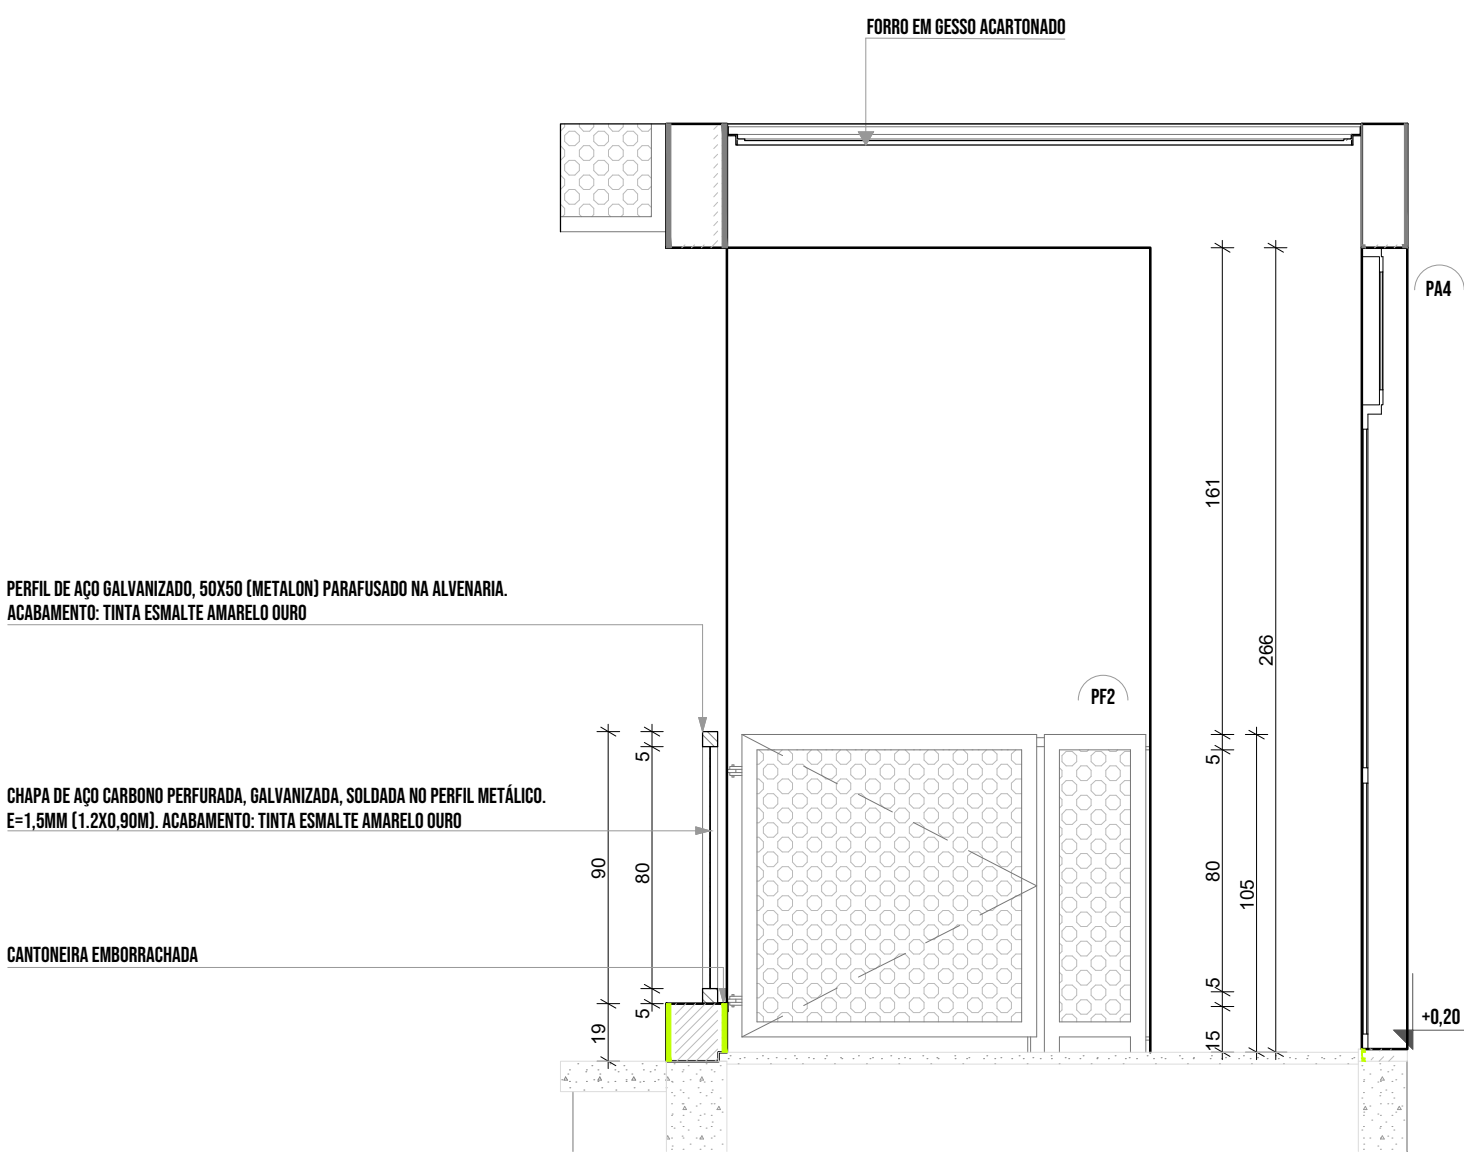 FORRO EM GESSO ACARTONADO
PA4
161
266
PERFIL DE AÇO GALVANIZADO, 50X50 (METALON) PARAFUSADO NA ALVENARIA.
ACABAMENTO: TINTA ESMALTE AMARELO OURO
PF2
5
5
CHAPA DE AÇO CARBONO PERFURADA, GALVANIZADA, SOLDADA NO PERFIL METÁLICO.
E=1,5MM (1.2X0,90M). ACABAMENTO: TINTA ESMALTE AMARELO OURO
90
80
80
105
CANTONEIRA EMBORRACHADA
5
5
19
15
+0,20